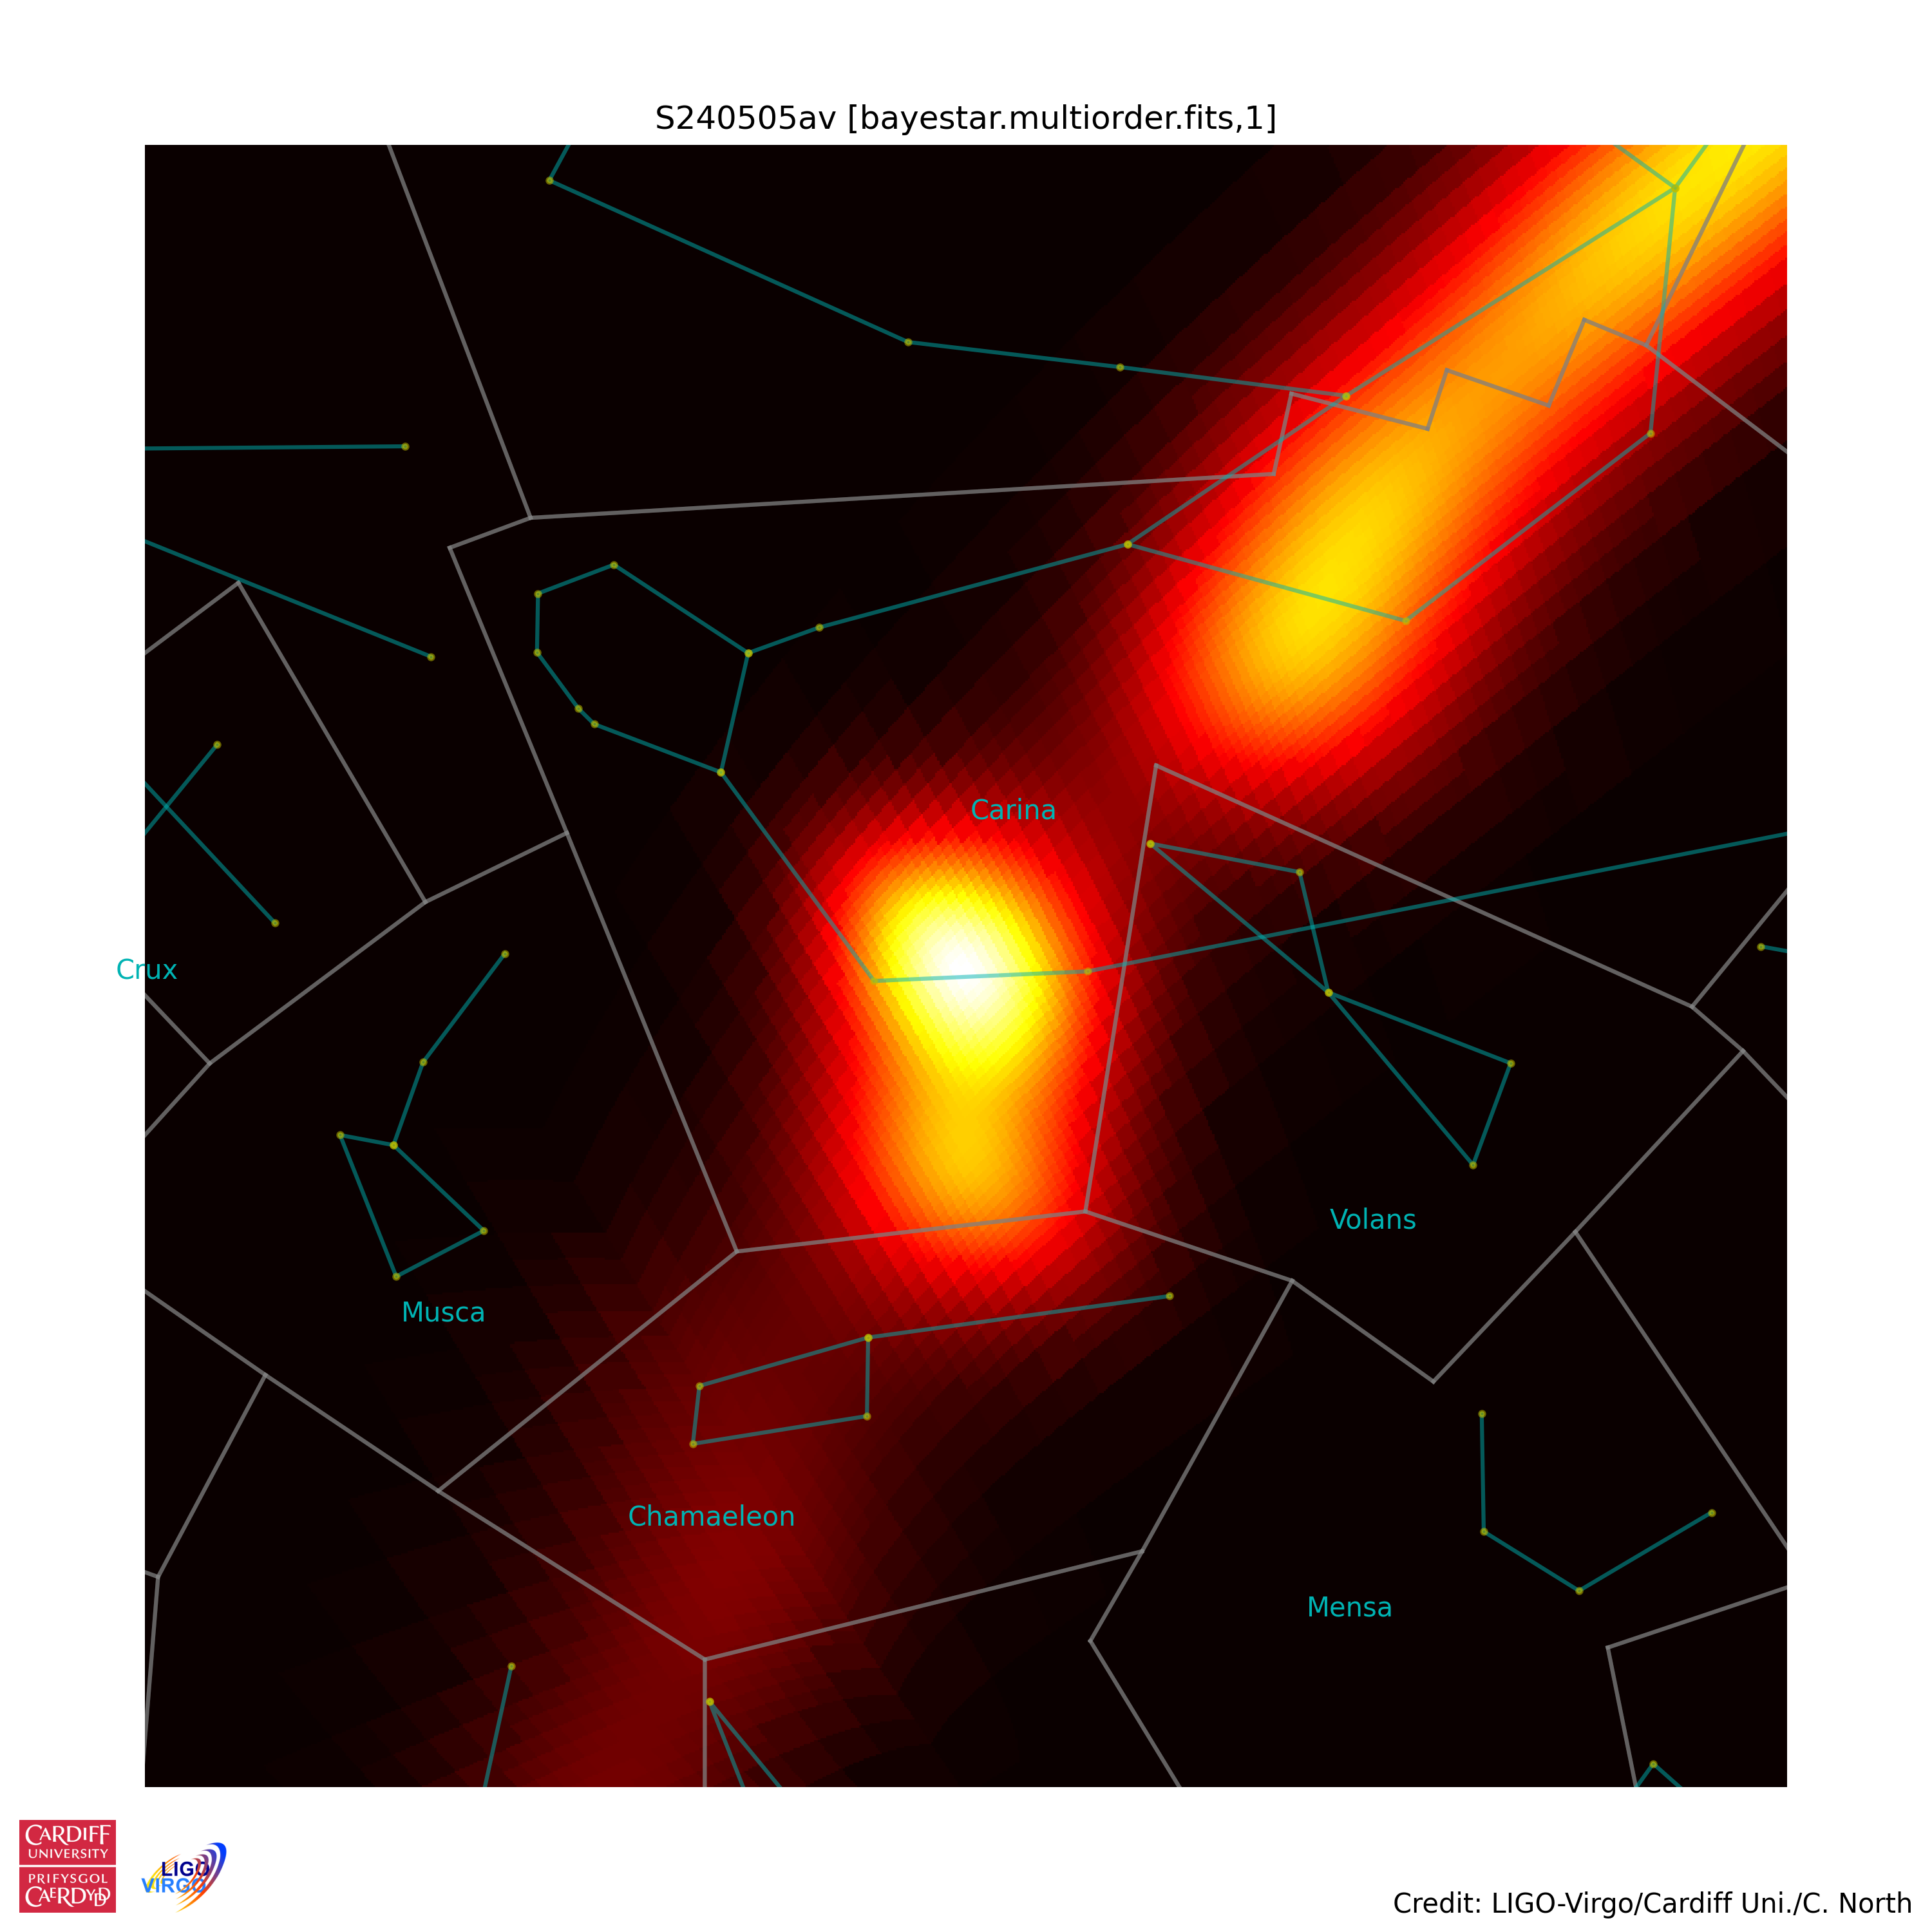 S240505av [bayestar.multiorder.fits,1]
Carina
Crux
Volans
Musca
Chamaeleon
Mensa
CARDIFF
UNIVERSITY
PRIFYSGOL
CAERDYDD
LIGO
VIRGO
Credit: LIGO-Virgo/Cardiff Uni./C. North